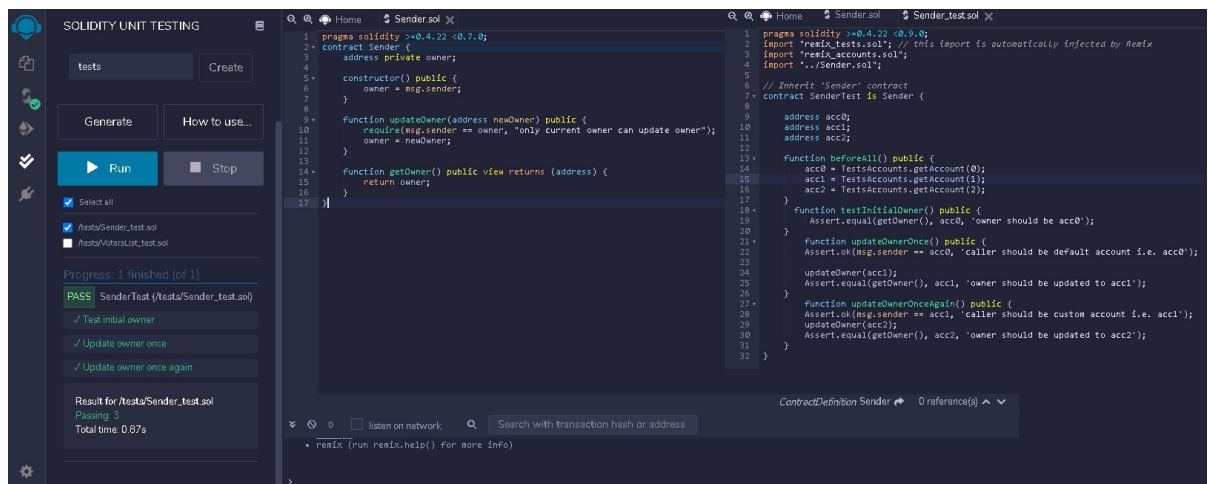 SOLIDITY UNIT TESTING
tests
Create
Generate
How to use...
Run
Stop
Select all
/tests/Sender_test.sol
/tests/VotersList_test.sol
Progress: 1 finished (of 1)
PASS SenderTest (/tests/Sender_test.sol)
✓ Test initial owner
✓ Update owner once
✓ Update owner once again
Result for /tests/Sender_test.sol
Passing: 3
Total time: 0.87s
Home Sender.sol
1 pragma solidity >=0.4.22 <0.7.0;
2 contract Sender {
3 address private owner;
4
5 constructor() public {
6 owner = msg.sender;
7 }
8
9 function updateOwner(address newOwner) public {
10 require(msg.sender == owner, "only current owner can update owner");
11 owner = newOwner;
12 }
13
14 function getOwner() public view returns (address) {
15 return owner;
16 }
17 }
Home Sender.sol Sender_test.sol
1 pragma solidity >=0.4.22 <0.9.0;
2 import "remix_tests.sol"; // this import is automatically injected by Remix
3 import "remix_accounts.sol";
4 import "../Sender.sol";
5
6 // Inherit 'Sender' contract
7 contract SenderTest is Sender {
8
9 address acc0;
10 address acc1;
11 address acc2;
12
13 function beforeAll() public {
14 acc0 = TestsAccounts.getAccount(0);
15 acc1 = TestsAccounts.getAccount(1);
16 acc2 = TestsAccounts.getAccount(2);
17 }
18 function testInitialOwner() public {
19 Assert.equal(getOwner(), acc0, 'owner should be acc0');
20 }
21 function updateOwnerOnce() public {
22 Assert.ok(msg.sender == acc0, 'caller should be default account i.e. acc0');
23
24 updateOwner(acc1);
25 Assert.equal(getOwner(), acc1, 'owner should be updated to acc1');
26 }
27 function updateOwnerOnceAgain() public {
28 Assert.ok(msg.sender == acc1, 'caller should be custom account i.e. acc1');
29 updateOwner(acc2);
30 Assert.equal(getOwner(), acc2, 'owner should be updated to acc2');
31 }
32 }
ContractDefinition Sender 0 reference(s)
0 listen on network Search with transaction hash or address
• remix (run remix.help() for more info)
>